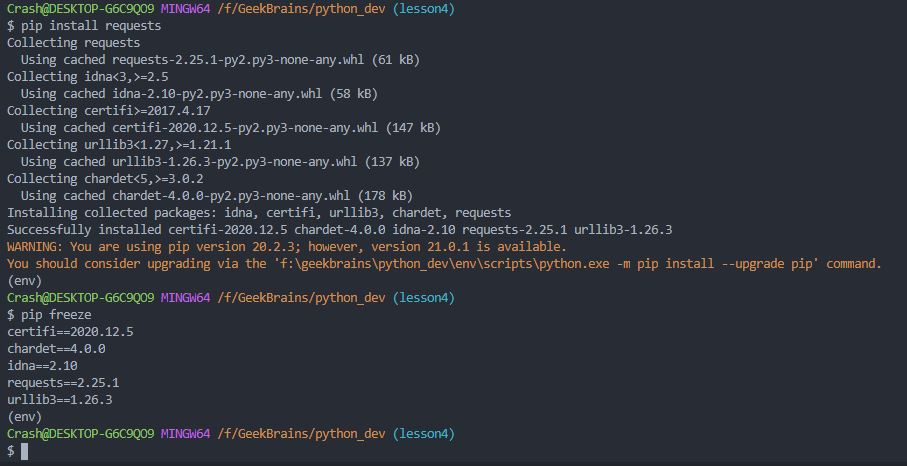 Crash@DESKTOP-G6C9QO9 MINGW64 /f/GeekBrains/python_dev (lesson4)
$ pip install requests
Collecting requests
  Using cached requests-2.25.1-py2.py3-none-any.whl (61 kB)
Collecting idna<3,>=2.5
  Using cached idna-2.10-py2.py3-none-any.whl (58 kB)
Collecting certifi>=2017.4.17
  Using cached certifi-2020.12.5-py2.py3-none-any.whl (147 kB)
Collecting urllib3<1.27,>=1.21.1
  Using cached urllib3-1.26.3-py2.py3-none-any.whl (137 kB)
Collecting chardet<5,>=3.0.2
  Using cached chardet-4.0.0-py2.py3-none-any.whl (178 kB)
Installing collected packages: idna, certifi, urllib3, chardet, requests
Successfully installed certifi-2020.12.5 chardet-4.0.0 idna-2.10 requests-2.25.1 urllib3-1.26.3
WARNING: You are using pip version 20.2.3; however, version 21.0.1 is available.
You should consider upgrading via the 'f:\geekbrains\python_dev\env\scripts\python.exe -m pip install --upgrade pip' command.
(env)
Crash@DESKTOP-G6C9QO9 MINGW64 /f/GeekBrains/python_dev (lesson4)
$ pip freeze
certifi==2020.12.5
chardet==4.0.0
idna==2.10
requests==2.25.1
urllib3==1.26.3
(env)
Crash@DESKTOP-G6C9QO9 MINGW64 /f/GeekBrains/python_dev (lesson4)
$